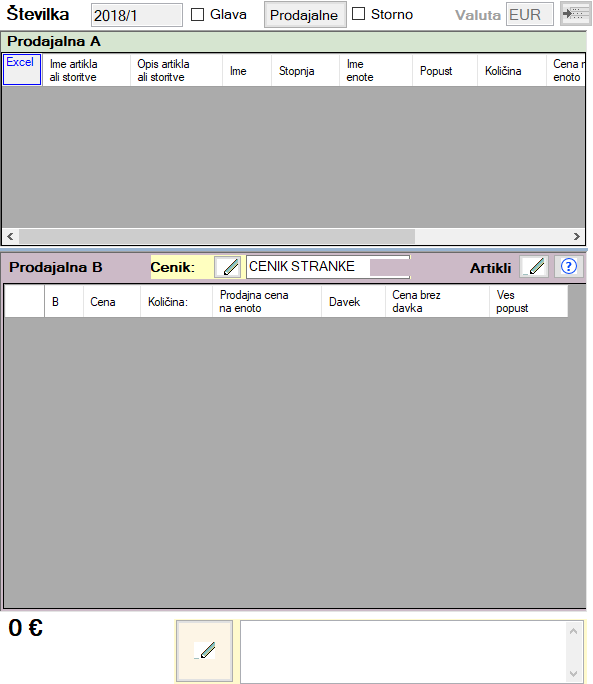 Številka 2018/1 Glava Prodajalne Storno Valuta EUR
Prodajalna A
Excel Ime artikla ali storitve Opis artikla ali storitve Ime Stopnja Ime enote Popust Količina Cena enoto
Prodajalna B Cenik: CENIK STRANKE Artikli ?
B Cena Količina: Prodajna cena na enoto Davek Cena brez davka Ves popust
0 €